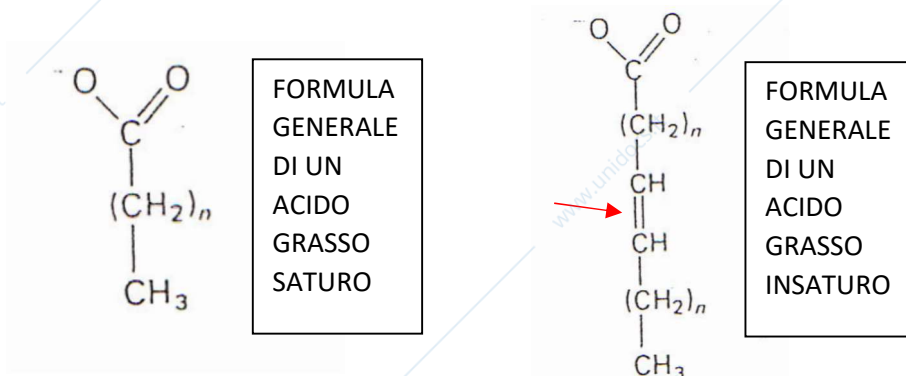 ⁻O O
C
(CH₂)ₙ
CH₃
FORMULA
GENERALE
DI UN
ACIDO
GRASSO
SATURO
⁻O O
C
(CH₂)ₙ
CH
CH
(CH₂)ₙ
CH₃
FORMULA
GENERALE
DI UN
ACIDO
GRASSO
INSATURO